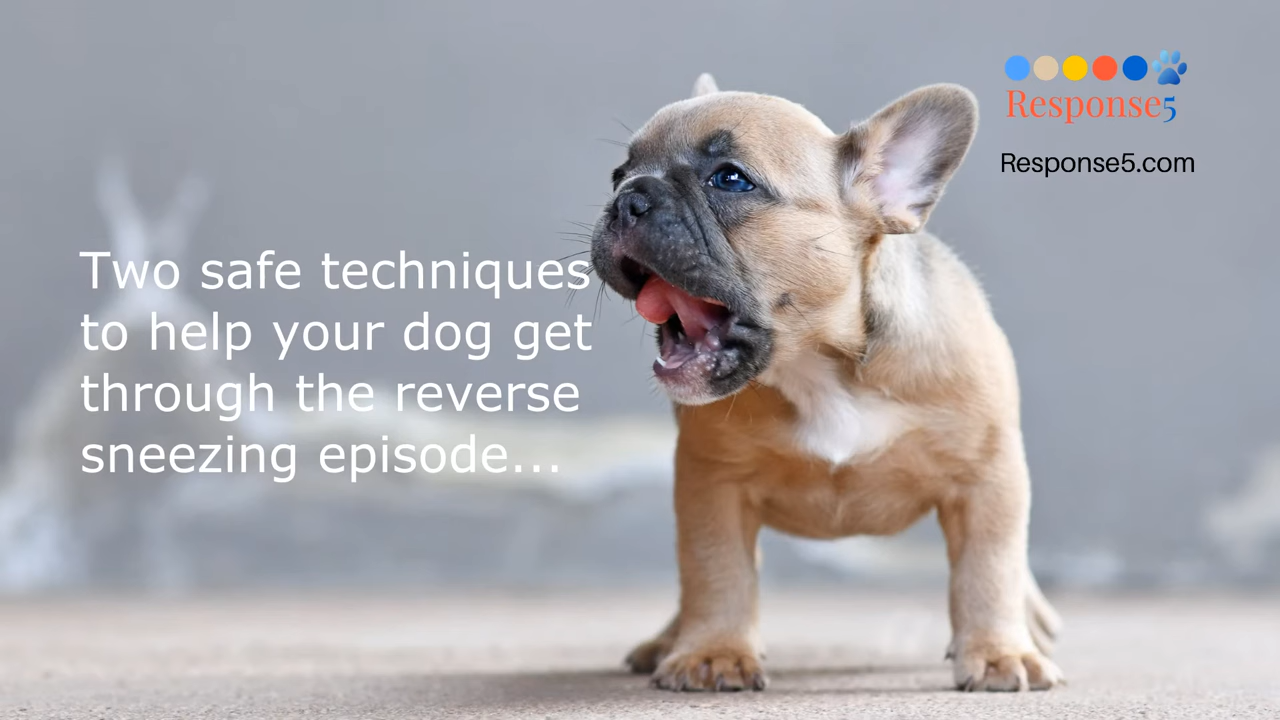 Response5
Response5.com
Two safe techniques
to help your dog get
through the reverse
sneezing episode...